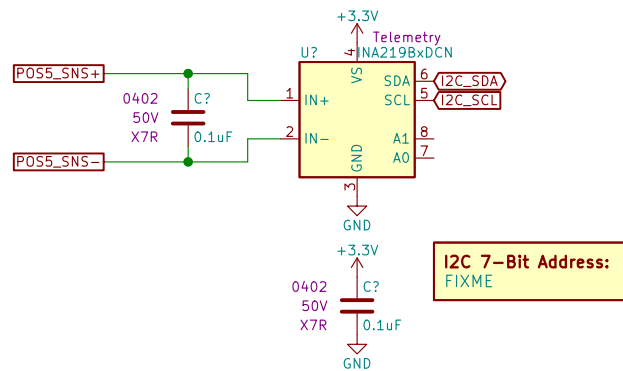 +3.3V
Telemetry
U?
INA219BxDCN
4
VS
POS5_SNS+
1
IN+
SDA
6
I2C_SDA
SCL
5
I2C_SCL
0402
C?
50V
X7R
0.1uF
2
IN-
A1
8
A0
7
POS5_SNS-
GND
3
GND
+3.3V
0402
C?
50V
X7R
0.1uF
GND
I2C 7-Bit Address:
FIXME